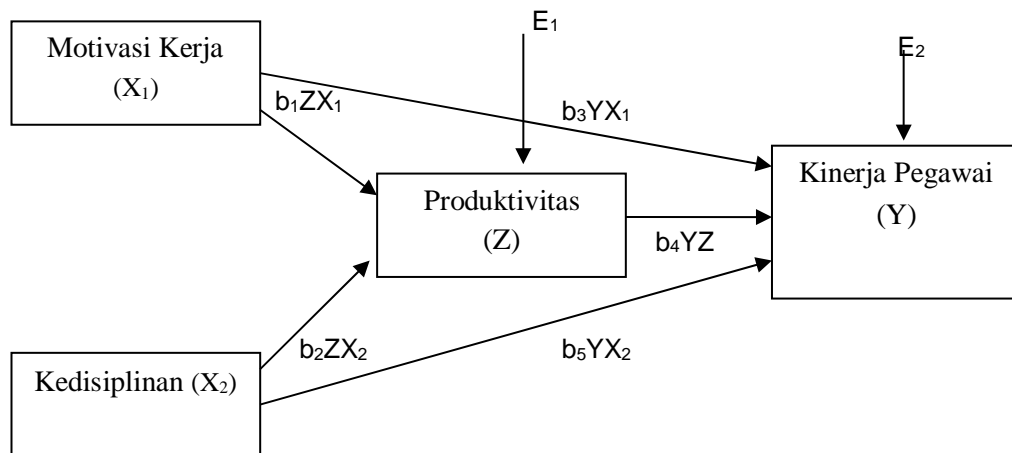 E₁
Motivasi Kerja
(X₁)
E₂
b₁ZX₁
b₃YX₁
Kinerja Pegawai
(Y)
Produktivitas
(Z)
b₄YZ
b₂ZX₂
b₅YX₂
Kedisiplinan (X₂)